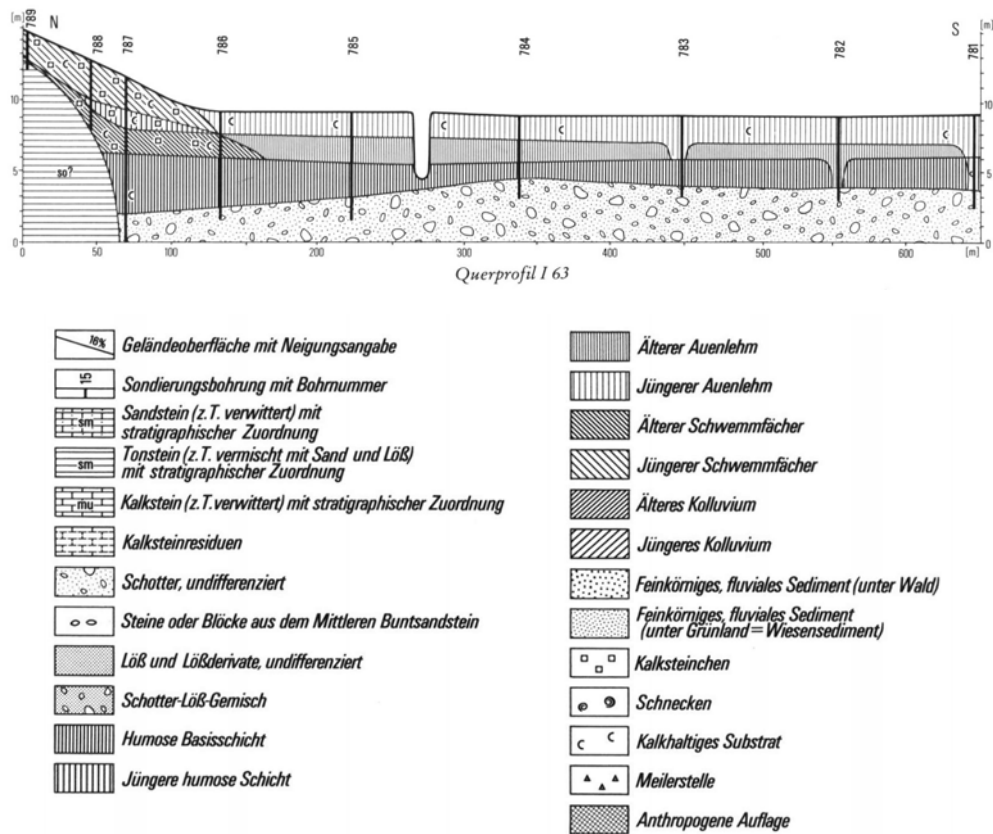 [m] N S [m]
789 788 787 786 785 784 783 782 781
10 10
5 5
so?
0 0
0 50 100 200 300 400 500 600 [m]
Querprofil I 63
16%
Geländeoberfläche mit Neigungsangabe
15
Sondierungsbohrung mit Bohrnummer
sm
Sandstein (z.T. verwittert) mit
stratigraphischer Zuordnung
sm
Tonstein (z.T. vermischt mit Sand und Löß)
mit stratigraphischer Zuordnung
mu
Kalkstein (z.T. verwittert) mit stratigraphischer Zuordnung
Kalksteinresiduen
Schotter, undifferenziert
Steine oder Blöcke aus dem Mittleren Buntsandstein
Löß und Lößderivate, undifferenziert
Schotter-Löß-Gemisch
Humose Basisschicht
Jüngere humose Schicht
Älterer Auenlehm
Jüngerer Auenlehm
Älterer Schwemmfächer
Jüngerer Schwemmfächer
Älteres Kolluvium
Jüngeres Kolluvium
Feinkörniges, fluviales Sediment (unter Wald)
Feinkörniges, fluviales Sediment
(unter Grünland=Wiesensediment)
Kalksteinchen
Schnecken
Kalkhaltiges Substrat
Meilerstelle
Anthropogene Auflage